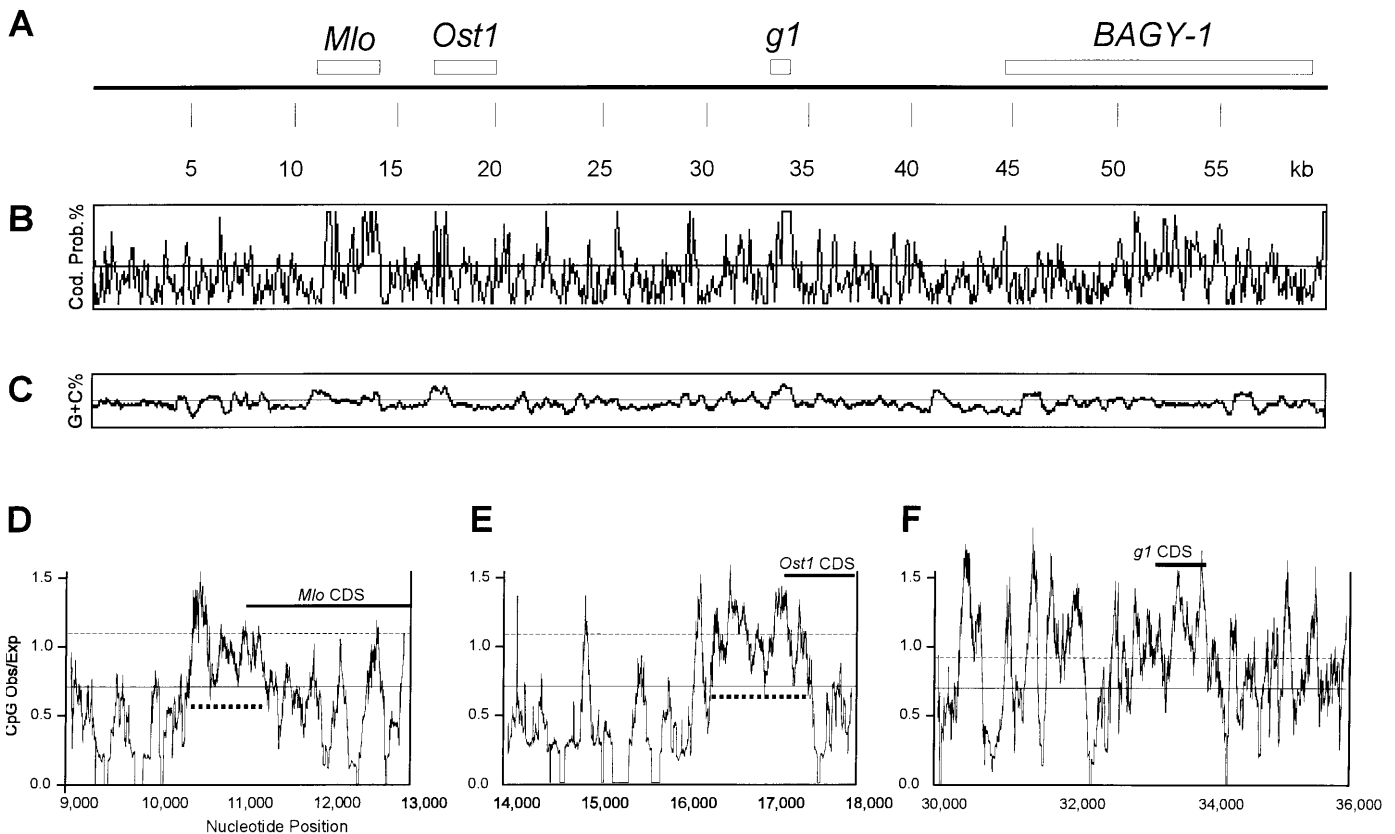 A
Mlo Ost1 g1 BAGY-1
5 10 15 20 25 30 35 40 45 50 55 kb
B
Cod. Prob.%
C
G+C%
D E F
Mlo CDS
Ost1 CDS
g1 CDS
CpG Obs/Exp
1.5
1.0
0.5
0.0
9,000 10,000 11,000 12,000 13,000
Nucleotide Position
1.5
1.0
0.5
0.0
14,000 15,000 16,000 17,000 18,000
1.5
1.0
0.5
0.0
30,000 32,000 34,000 36,000